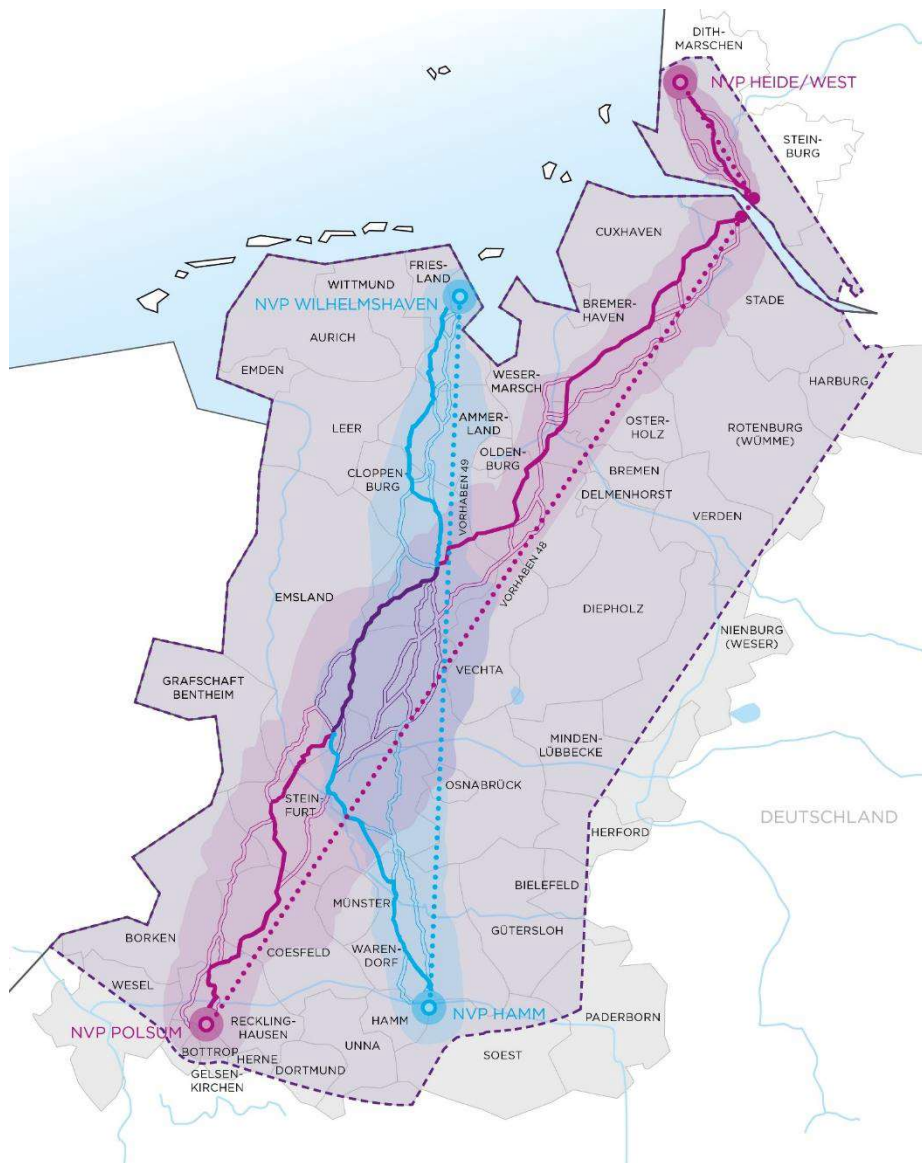 DITH-
MARSCHEN
NVP HEIDE/WEST
STEIN-
BURG
CUXHAVEN
FRIES-
LAND
WITTMUND
NVP WILHELMSHAVEN
BREMER-
HAVEN
STADE
AURICH
EMDEN
WESER-
MARSCH
HARBURG
LEER
AMMER-
LAND
OSTER-
HOLZ
ROTENBURG
(WÜMME)
OLDEN-
BURG
CLOPPEN-
BURG
VORHABEN 49
BREMEN
DELMENHORST
VERDEN
VORHABEN 48
EMSLAND
DIEPHOLZ
NIENBURG
(WESER)
GRAFSCHAFT
BENTHEIM
VECHTA
MINDEN-
LÜBBECKE
OSNABRÜCK
STEIN-
FURT
DEUTSCHLAND
HERFORD
BIELEFELD
MÜNSTER
GÜTERSLOH
BORKEN
COESFELD
WAREN-
DORF
WESEL
NVP POLSUM
RECKLING-
HAUSEN
HAMM
NVP HAMM
PADERBORN
UNNA
SOEST
BOTTROP
HERNE
GELSEN-
KIRCHEN
DORTMUND